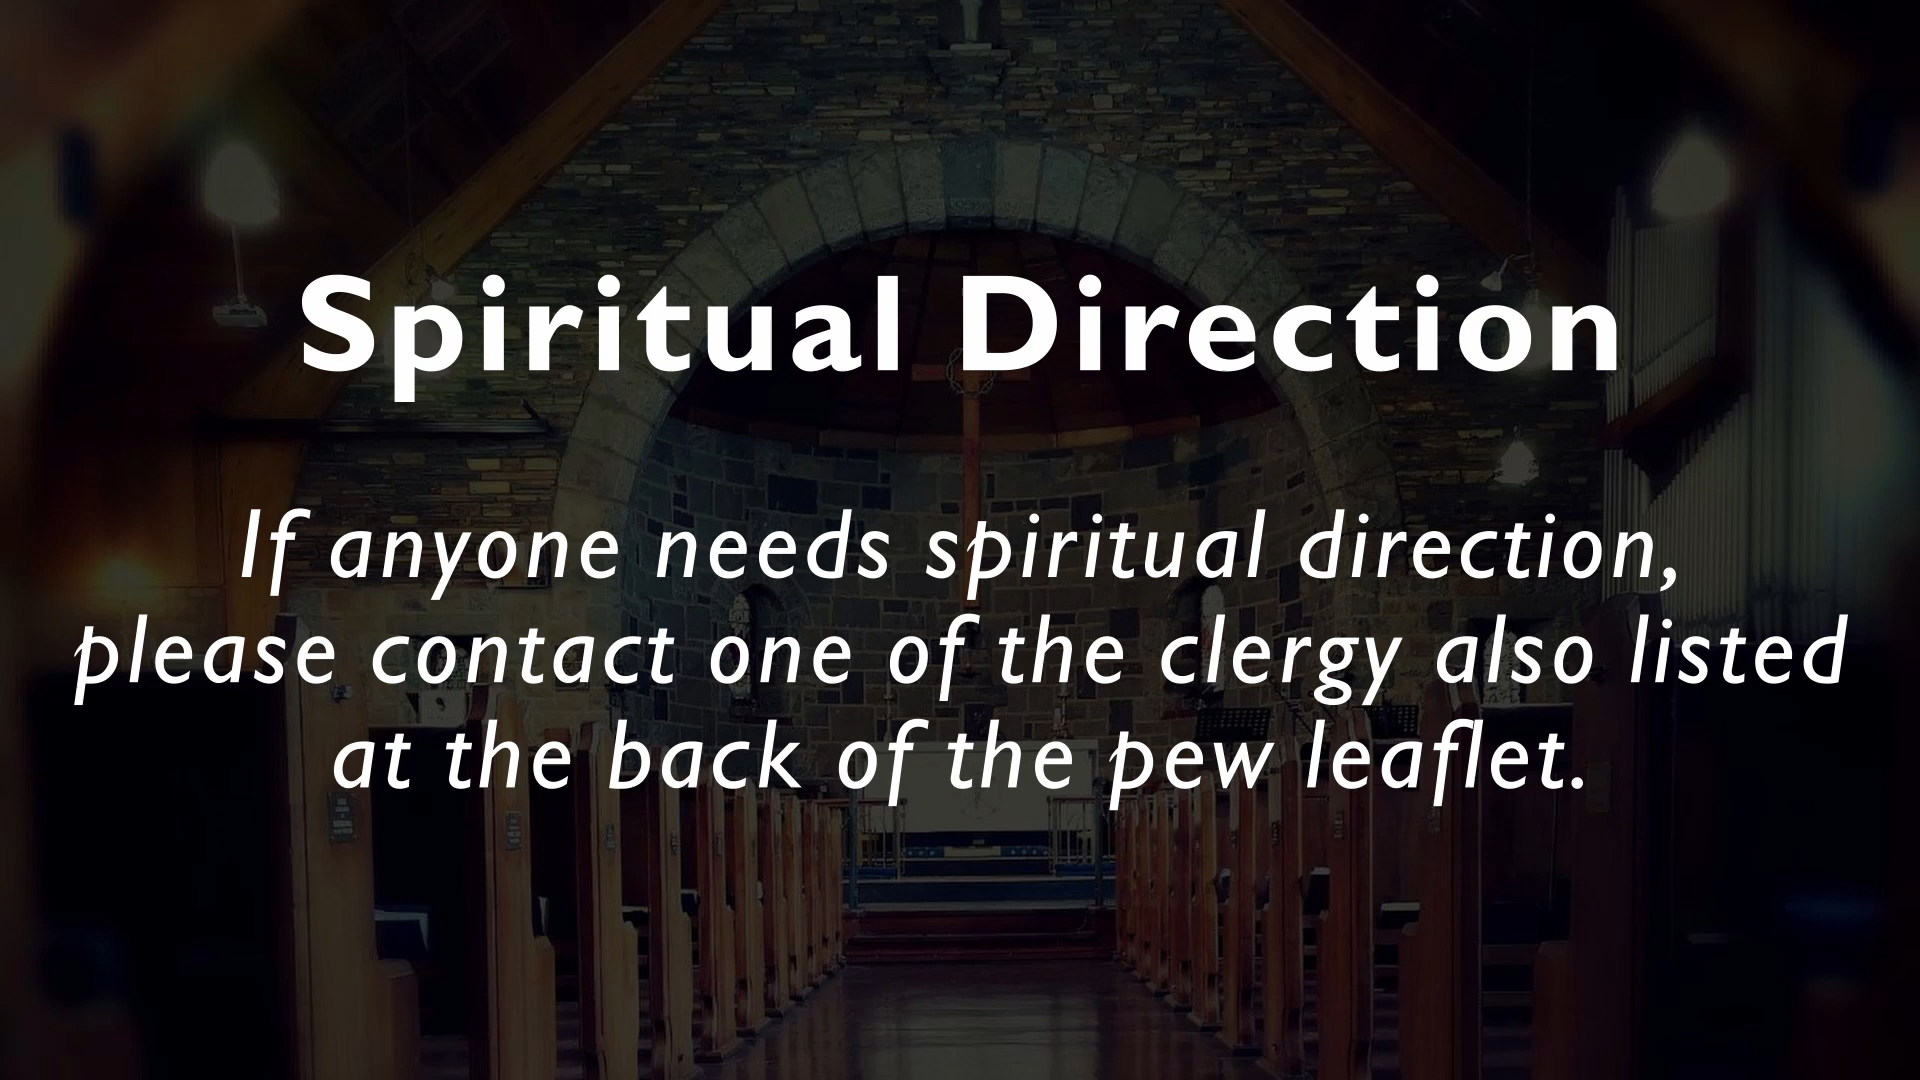 Spiritual Direction
If anyone needs spiritual direction,
please contact one of the clergy also listed
at the back of the pew leaflet.